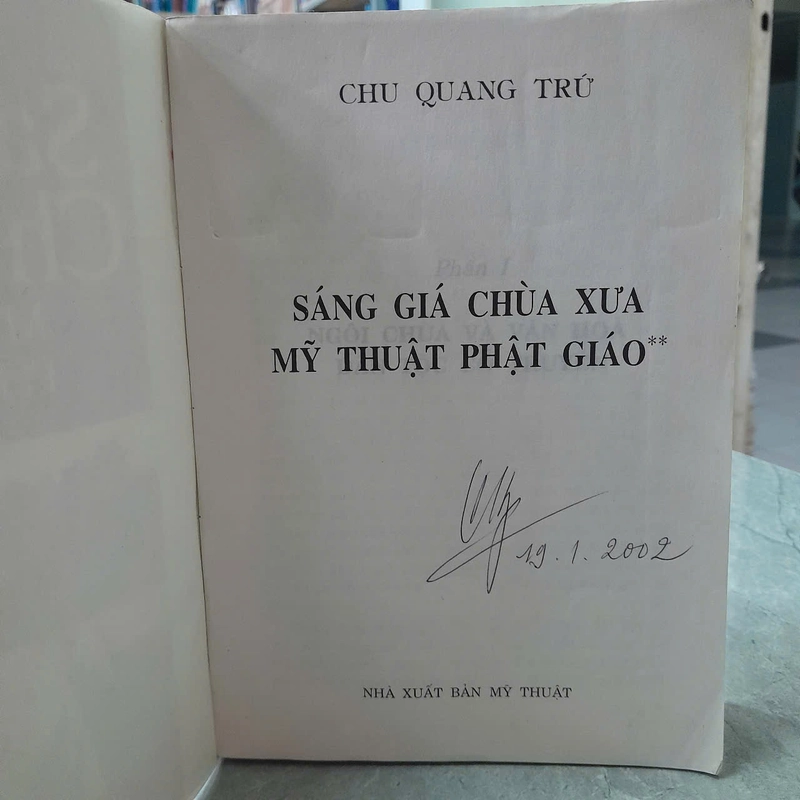 CHU QUANG TRỨ
SÁNG GIÁ CHÙA XƯA
MỸ THUẬT PHẬT GIÁO**
19.1.2002
NHÀ XUẤT BẢN MỸ THUẬT